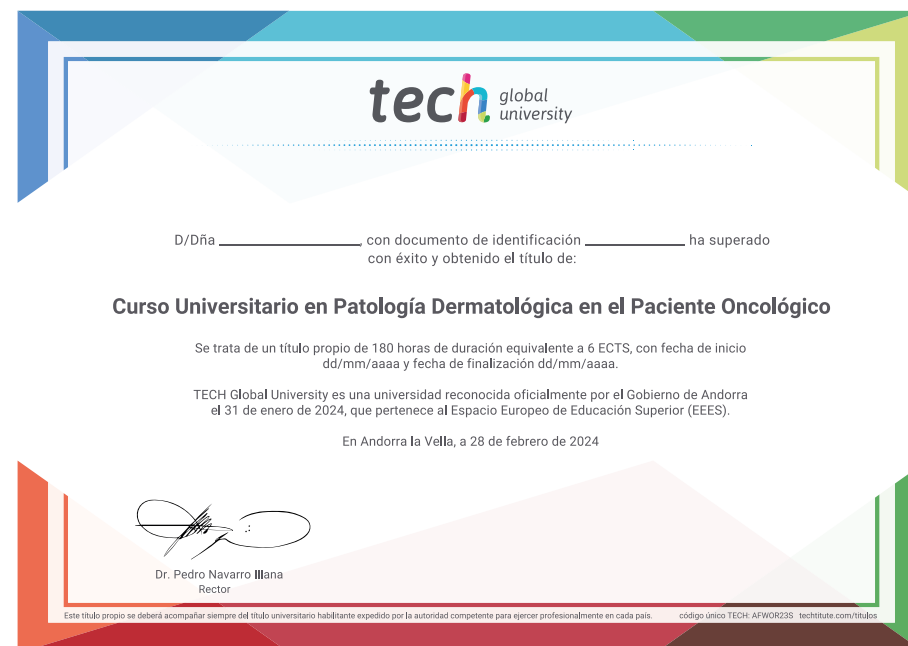 tech global university
D/Dña ____________________, con documento de identificación ______________ ha superado
con éxito y obtenido el título de:
Curso Universitario en Patología Dermatológica en el Paciente Oncológico
Se trata de un título propio de 180 horas de duración equivalente a 6 ECTS, con fecha de inicio
dd/mm/aaaa y fecha de finalización dd/mm/aaaa.
TECH Global University es una universidad reconocida oficialmente por el Gobierno de Andorra
el 31 de enero de 2024, que pertenece al Espacio Europeo de Educación Superior (EEES).
En Andorra la Vella, a 28 de febrero de 2024
Dr. Pedro Navarro Illana
Rector
Este título propio se deberá acompañar siempre del título universitario habilitante expedido por la autoridad competente para ejercer profesionalmente en cada país. código único TECH: AFWOR23S techtitute.com/titulos